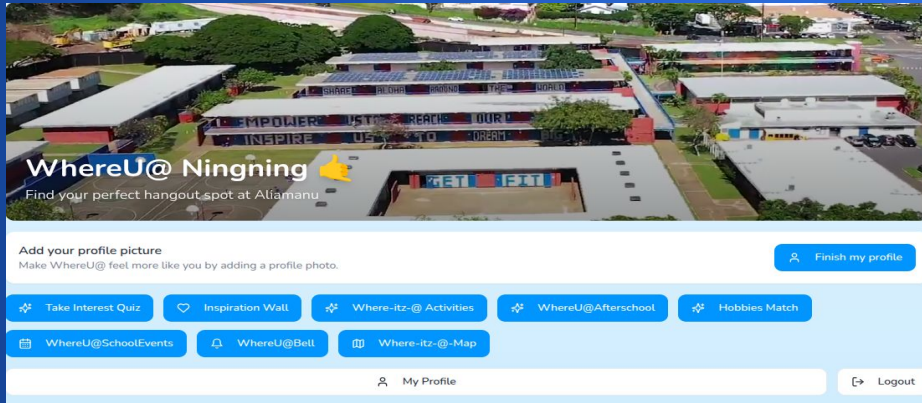 SHARE ALOHA AROUND THE WORLD
EMPOWER US TO REACH OUR
INSPIRE US TO DREAM
GET FIT
WhereU@ Ningning 🤙
Find your perfect hangout spot at Aliamanu
Add your profile picture
Make WhereU@ feel more like you by adding a profile photo.
Finish my profile
Take Interest Quiz
Inspiration Wall
Where-itz-@ Activities
WhereU@Afterschool
Hobbies Match
WhereU@SchoolEvents
WhereU@Bell
Where-itz-@-Map
My Profile
Logout